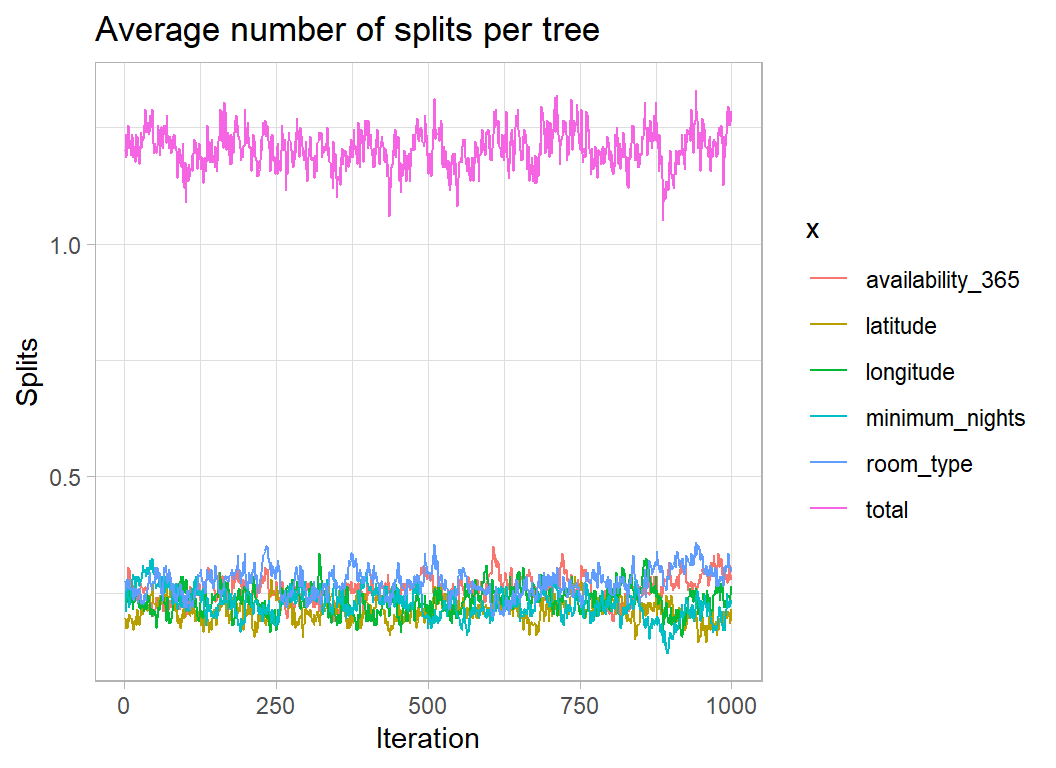 Average number of splits per tree
Splits
1.0
0.5
0
250
500
750
1000
Iteration
x
availability_365
latitude
longitude
minimum_nights
room_type
total